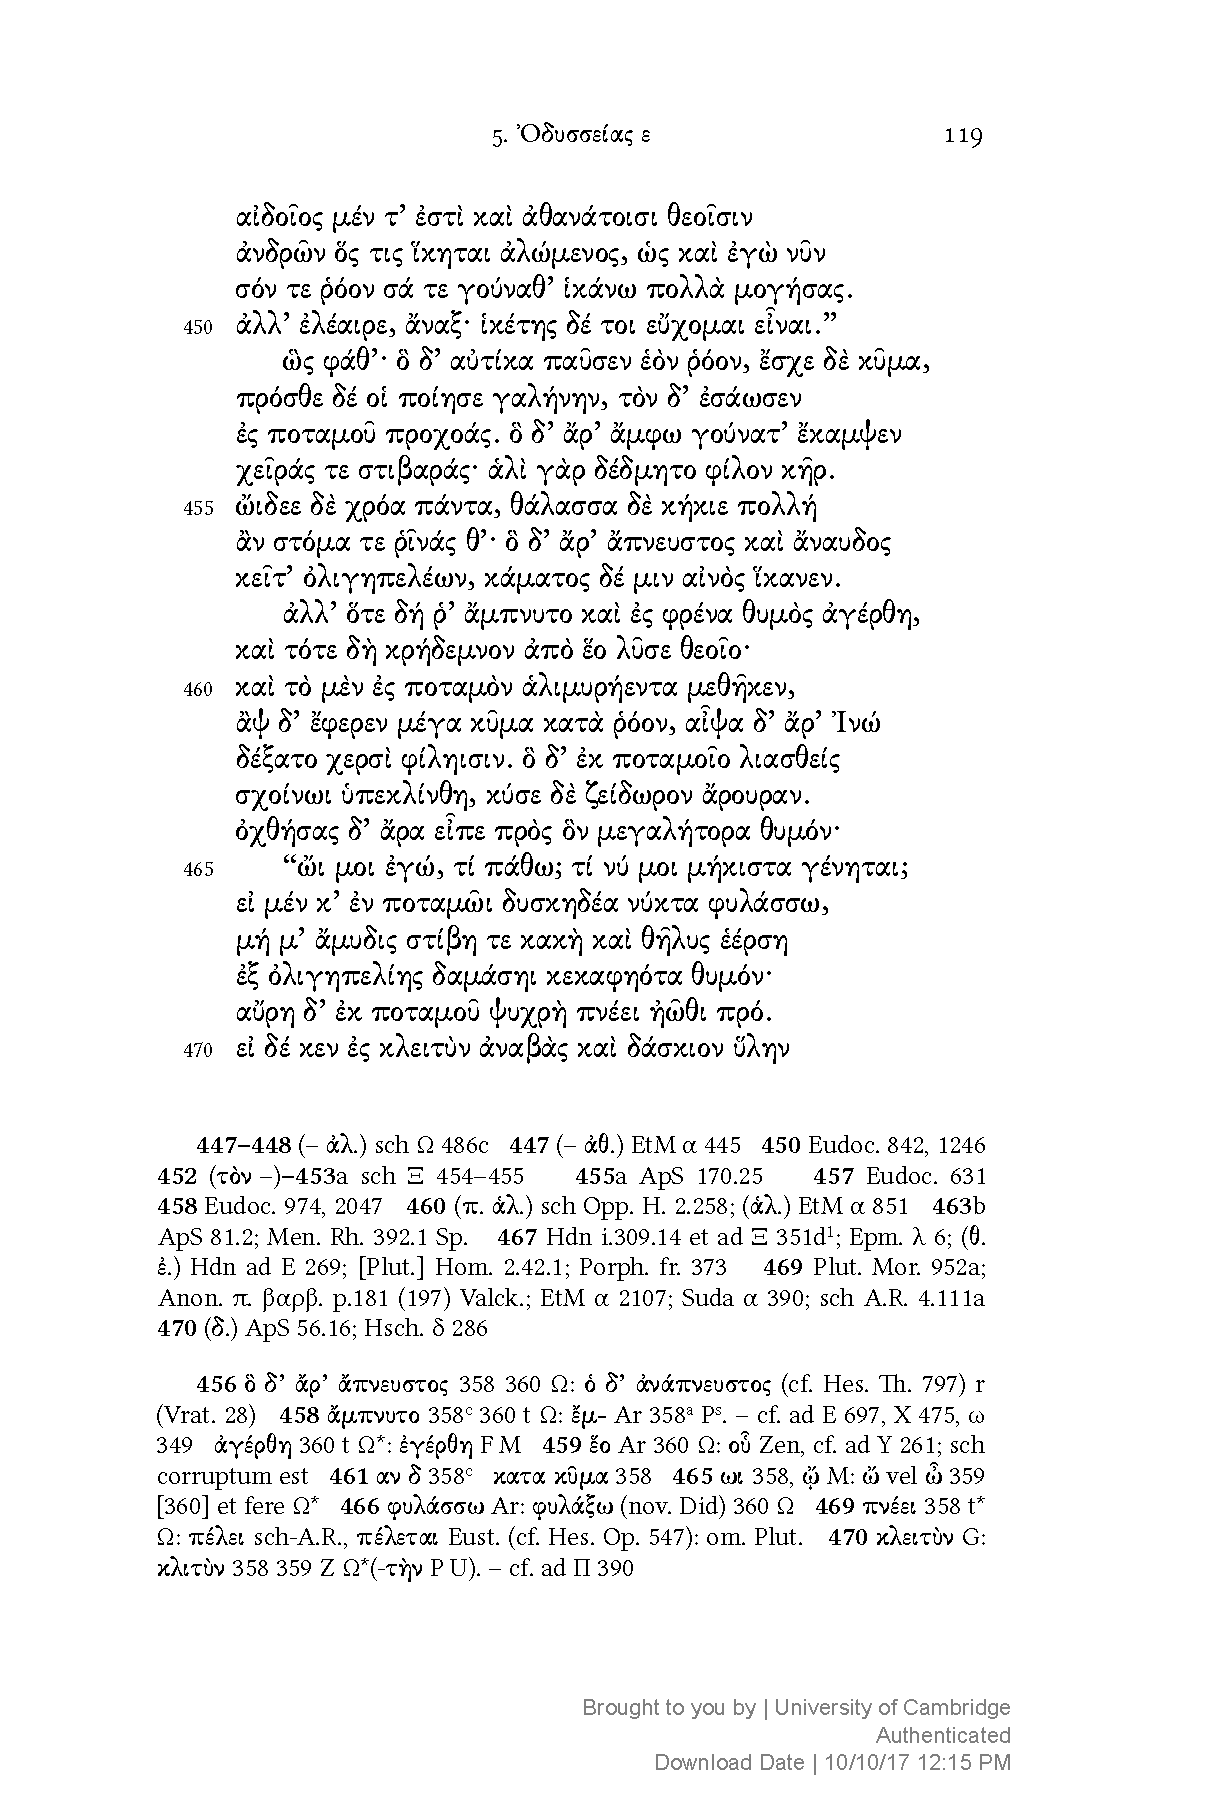 5. Ὀδυσσείας ε 119
αἰδοῖος μέν τ’ ἐστὶ καὶ ἀθανάτοισι θεοῖσιν
ἀνδρῶν ὅς τις ἵκηται ἀλώμενος, ὡς καὶ ἐγὼ νῦν
σόν τε ῥόον σά τε γούναθ’ ἱκάνω πολλὰ μογήσας.
450 ἀλλ’ ἐλέαιρε, ἄναξ· ἱκέτης δέ τοι εὔχομαι εἶναι.”
ὣς φάθ’· ὃ δ’ αὐτίκα παῦσεν ἑὸν ῥόον, ἔσχε δὲ κῦμα,
πρόσθε δέ οἱ ποίησε γαλήνην, τὸν δ’ ἐσάωσεν
ἐς ποταμοῦ προχοάς. ὃ δ’ ἄρ’ ἄμφω γούνατ’ ἔκαμψεν
χεῖράς τε στιβαράς· ἁλὶ γὰρ δέδμητο φίλον κῆρ.
455 ὤιδεε δὲ χρόα πάντα, θάλασσα δὲ κήκιε πολλή
ἂν στόμα τε ῥῖνάς θ’· ὃ δ’ ἄρ’ ἄπνευστος καὶ ἄναυδος
κεῖτ’ ὀλιγηπελέων, κάματος δέ μιν αἰνὸς ἵκανεν.
ἀλλ’ ὅτε δή ῥ’ ἄμπνυτο καὶ ἐς φρένα θυμὸς ἀγέρθη,
καὶ τότε δὴ κρήδεμνον ἀπὸ ἕο λῦσε θεοῖο·
460 καὶ τὸ μὲν ἐς ποταμὸν ἁλιμυρήεντα μεθῆκεν,
ἂψ δ’ ἔφερεν μέγα κῦμα κατὰ ῥόον, αἶψα δ’ ἄρ’ Ἰνώ
δέξατο χερσὶ φίληισιν. ὃ δ’ ἐκ ποταμοῖο λιασθείς
σχοίνωι ὑπεκλίνθη, κύσε δὲ ζείδωρον ἄρουραν.
ὀχθήσας δ’ ἄρα εἶπε πρὸς ὃν μεγαλήτορα θυμόν·
465 “ὤι μοι ἐγώ, τί πάθω; τί νύ μοι μήκιστα γένηται;
εἰ μέν κ’ ἐν ποταμῶι δυσκηδέα νύκτα φυλάσσω,
μή μ’ ἄμυδις στίβη τε κακὴ καὶ θῆλυς ἐέρση
ἐξ ὀλιγηπελίης δαμάσηι κεκαφηότα θυμόν·
αὔρη δ’ ἐκ ποταμοῦ ψυχρὴ πνέει ἠῶθι πρό.
470 εἰ δέ κεν ἐς κλειτὺν ἀναβὰς καὶ δάσκιον ὕλην
447–448 (– ἀλ.) sch Ω 486c 447 (– ἀθ.) EtM α 445 450 Eudoc. 842, 1246
452 (τὸν –)–453a sch Ξ 454–455 455a ApS 170.25 457 Eudoc. 631
458 Eudoc. 974, 2047 460 (π. ἁλ.) sch Opp. H. 2.258; (ἁλ.) EtM α 851 463b
ApS 81.2; Men. Rh. 392.1 Sp. 467 Hdn i.309.14 et ad Ξ 351d¹; Epm. λ 6; (θ.
ἐ.) Hdn ad E 269; [Plut.] Hom. 2.42.1; Porph. fr. 373 469 Plut. Mor. 952a;
Anon. π. βαρβ. p.181 (197) Valck.; EtM α 2107; Suda α 390; sch A.R. 4.111a
470 (δ.) ApS 56.16; Hsch. δ 286
456 ὃ δ’ ἄρ’ ἄπνευστος 358 360 Ω: ὁ δ’ ἀνάπνευστος (cf. Hes. Th. 797) r
(Vrat. 28) 458 ἄμπνυτο 358ᶜ 360 t Ω: ἔμ- Ar 358ᵃ Pˢ. – cf. ad E 697, X 475, ω
349 ἀγέρθη 360 t Ω*: ἐγέρθη F M 459 ἕο Ar 360 Ω: οὗ Zen, cf. ad Υ 261; sch
corruptum est 461 αν δ 358ᶜ κατα κῦμα 358 465 ωι 358, ᾤ M: ὤ vel ὦ 359
[360] et fere Ω* 466 φυλάσσω Ar: φυλάξω (nov. Did) 360 Ω 469 πνέει 358 t*
Ω: πέλει sch-A.R., πέλεται Eust. (cf. Hes. Op. 547): om. Plut. 470 κλειτὺν G:
κλιτὺν 358 359 Z Ω*(-τὴν P U). – cf. ad Π 390
Brought to you by | University of Cambridge
Authenticated
Download Date | 10/10/17 12:15 PM